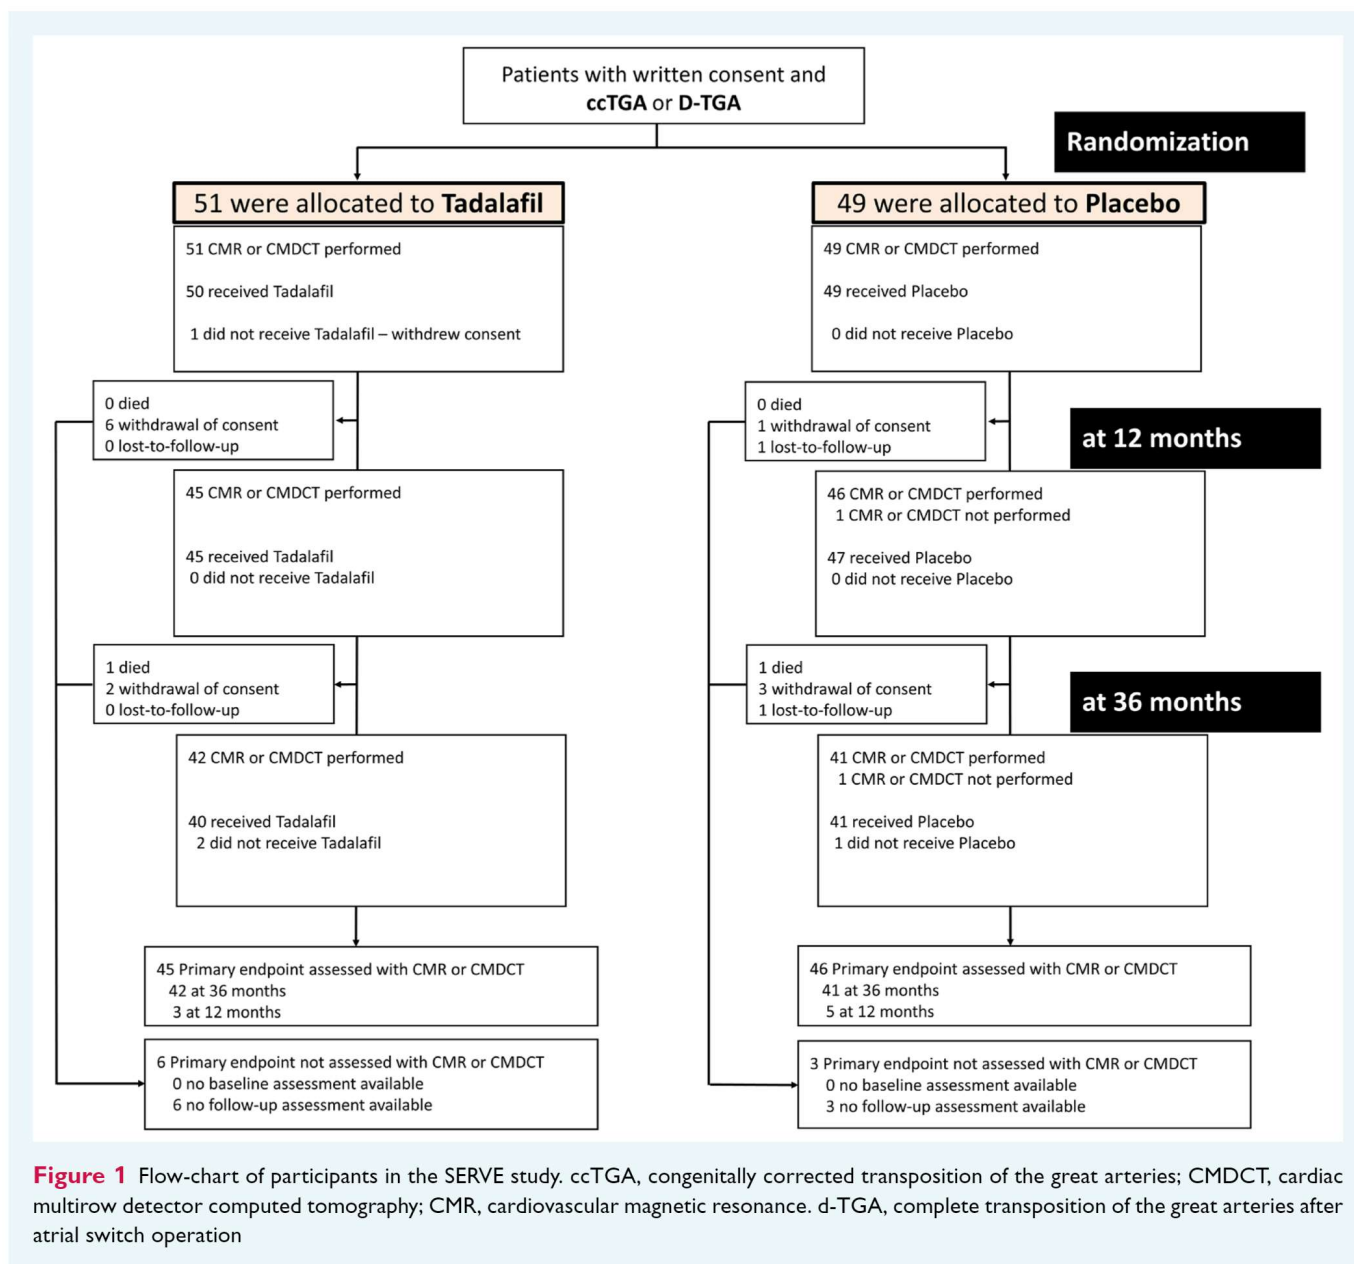 Patients with written consent and
ccTGA or D-TGA
Randomization
51 were allocated to Tadalafil
51 CMR or CMDCT performed
50 received Tadalafil
1 did not receive Tadalafil – withdrew consent
49 were allocated to Placebo
49 CMR or CMDCT performed
49 received Placebo
0 did not receive Placebo
0 died
6 withdrawal of consent
0 lost-to-follow-up
0 died
1 withdrawal of consent
1 lost-to-follow-up
at 12 months
45 CMR or CMDCT performed
45 received Tadalafil
0 did not receive Tadalafil
46 CMR or CMDCT performed
1 CMR or CMDCT not performed
47 received Placebo
0 did not receive Placebo
1 died
2 withdrawal of consent
0 lost-to-follow-up
1 died
3 withdrawal of consent
1 lost-to-follow-up
at 36 months
42 CMR or CMDCT performed
40 received Tadalafil
2 did not receive Tadalafil
41 CMR or CMDCT performed
1 CMR or CMDCT not performed
41 received Placebo
1 did not receive Placebo
45 Primary endpoint assessed with CMR or CMDCT
42 at 36 months
3 at 12 months
46 Primary endpoint assessed with CMR or CMDCT
41 at 36 months
5 at 12 months
6 Primary endpoint not assessed with CMR or CMDCT
0 no baseline assessment available
6 no follow-up assessment available
3 Primary endpoint not assessed with CMR or CMDCT
0 no baseline assessment available
3 no follow-up assessment available
Figure 1 Flow-chart of participants in the SERVE study. ccTGA, congenitally corrected transposition of the great arteries; CMDCT, cardiac
multirow detector computed tomography; CMR, cardiovascular magnetic resonance. d-TGA, complete transposition of the great arteries after
atrial switch operation